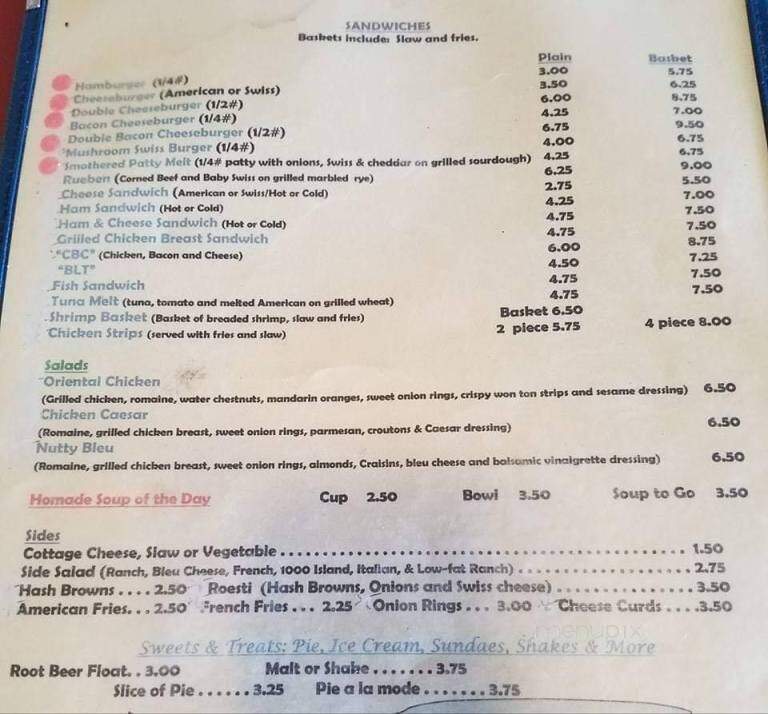 SANDWICHES
Baskets include: Slaw and fries.
Plain Basket
Hamburger (1/4#) 3.00 5.75
Cheeseburger (American or Swiss) 3.50 6.25
Double Cheeseburger (1/2#) 6.00 8.75
Bacon Cheeseburger (1/4#) 4.25 7.00
Double Bacon Cheeseburger (1/2#) 6.75 9.50
*Mushroom Swiss Burger (1/4#) 4.00 6.75
Smothered Patty Melt (1/4# patty with onions, Swiss & cheddar on grilled sourdough) 4.25 6.75
Rueben (Corned Beef and Baby Swiss on grilled marbled rye) 6.25 9.00
Cheese Sandwich (American or Swiss/Hot or Cold) 2.75 5.50
Ham Sandwich (Hot or Cold) 4.25 7.00
Ham & Cheese Sandwich (Hot or Cold) 4.75 7.50
Grilled Chicken Breast Sandwich 4.75 7.50
"CBC" (Chicken, Bacon and Cheese) 6.00 8.75
"BLT" 4.50 7.25
Fish Sandwich 4.75 7.50
Tuna Melt (tuna, tomato and melted American on grilled wheat) 4.75 7.50
Shrimp Basket (Basket of breaded shrimp, slaw and fries) Basket 6.50
Chicken Strips (served with fries and slaw) 2 piece 5.75 4 piece 8.00
Salads
Oriental Chicken
(Grilled chicken, romaine, water chestnuts, mandarin oranges, sweet onion rings, crispy won ton strips and sesame dressing) 6.50
Chicken Caesar
(Romaine, grilled chicken breast, sweet onion rings, parmesan, croutons & Caesar dressing) 6.50
Nutty Bleu
(Romaine, grilled chicken breast, sweet onion rings, almonds, Craisins, bleu cheese and balsamic vinaigrette dressing) 6.50
Homade Soup of the Day Cup 2.50 Bowl 3.50 Soup to Go 3.50
Sides
Cottage Cheese, Slaw or Vegetable ........................................ 1.50
Side Salad (Ranch, Bleu Cheese, French, 1000 Island, Italian, & Low-fat Ranch) .................. 2.75
Hash Browns .... 2.50 Roesti (Hash Browns, Onions and Swiss cheese) ................ 3.50
American Fries... 2.50 French Fries ... 2.25 Onion Rings ... 3.00 Cheese Curds ....3.50
menupix
Sweets & Treats: Pie, Ice Cream, Sundaes, Shakes & More
Root Beer Float.. 3.00 Malt or Shake ....... 3.75
Slice of Pie ...... 3.25 Pie a la mode ....... 3.75